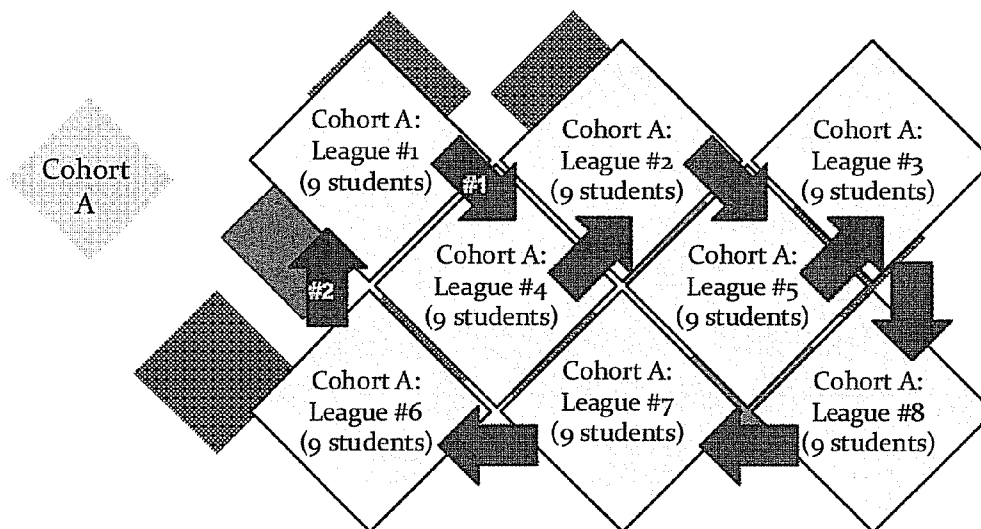 Cohort
A
Cohort A:
League #1
(9 students)
#1
Cohort A:
League #2
(9 students)
Cohort A:
League #3
(9 students)
#2
Cohort A:
League #4
(9 students)
Cohort A:
League #5
(9 students)
Cohort A:
League #6
(9 students)
Cohort A:
League #7
(9 students)
Cohort A:
League #8
(9 students)